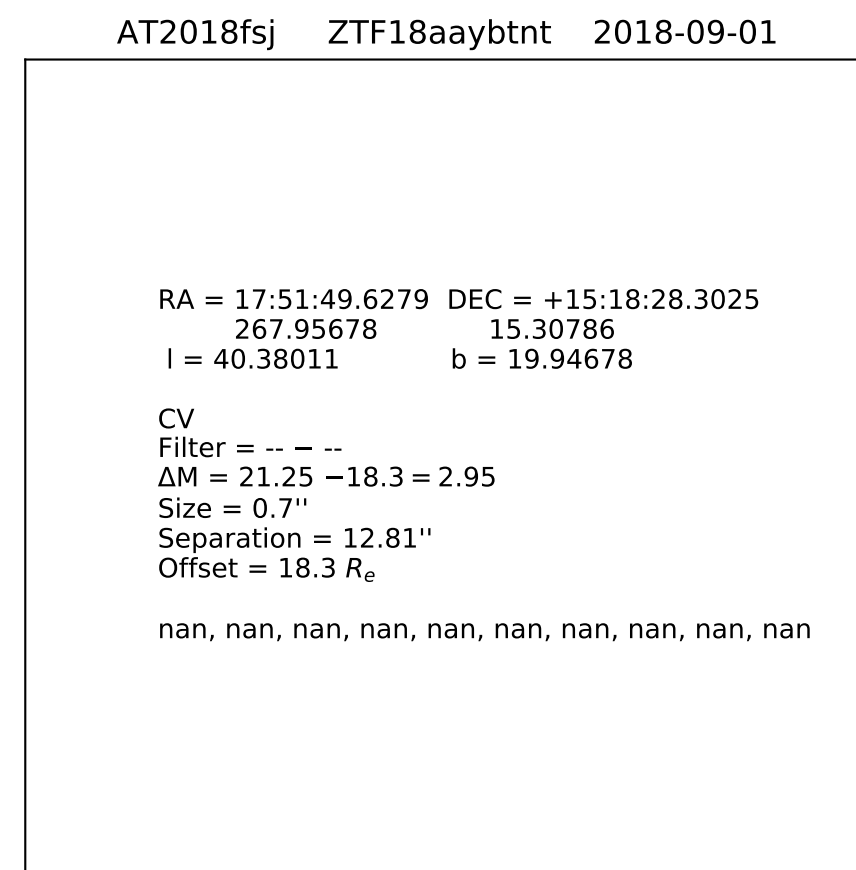 AT2018fsj ZTF18aaybtnt 2018-09-01
RA = 17:51:49.6279 DEC = +15:18:28.3025
267.95678 15.30786
l = 40.38011 b = 19.94678
CV
Filter = -- − --
ΔM = 21.25 −18.3 = 2.95
Size = 0.7''
Separation = 12.81''
Offset = 18.3 Re
nan, nan, nan, nan, nan, nan, nan, nan, nan, nan